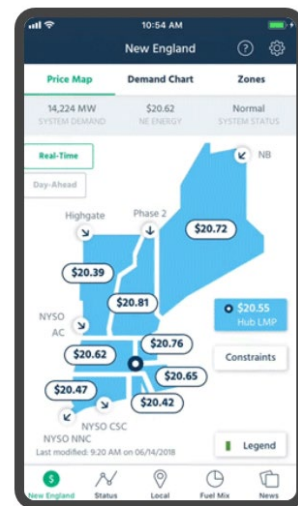 10:54 AM
New England
?
Price Map Demand Chart Zones
14,224 MW $20.62 Normal
SYSTEM DEMAND NE ENERGY SYSTEM STATUS
Real-Time
NB
Day-Ahead
Highgate Phase 2
$20.72
$20.39
$20.81
$20.55
Hub LMP
NYSO
AC
$20.76
$20.62
Constraints
$20.65
$20.47
$20.42
NYSO CSC
NYSO NNC
Legend
Last modified: 9:20 AM on 06/14/2018
$
New England Status Local Fuel Mix News